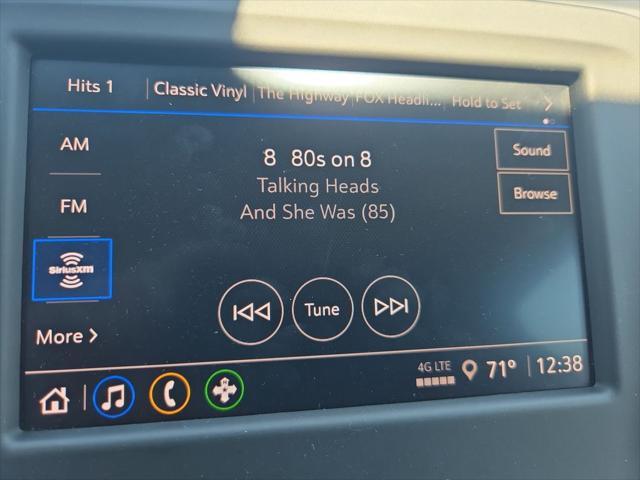 Hits 1 Classic Vinyl The Highway FOX Headli... Hold to Set
AM
8 80s on 8
Sound
Talking Heads
Browse
FM
And She Was (85)
SiriusXM
Tune
More
4G LTE 71° 12:38